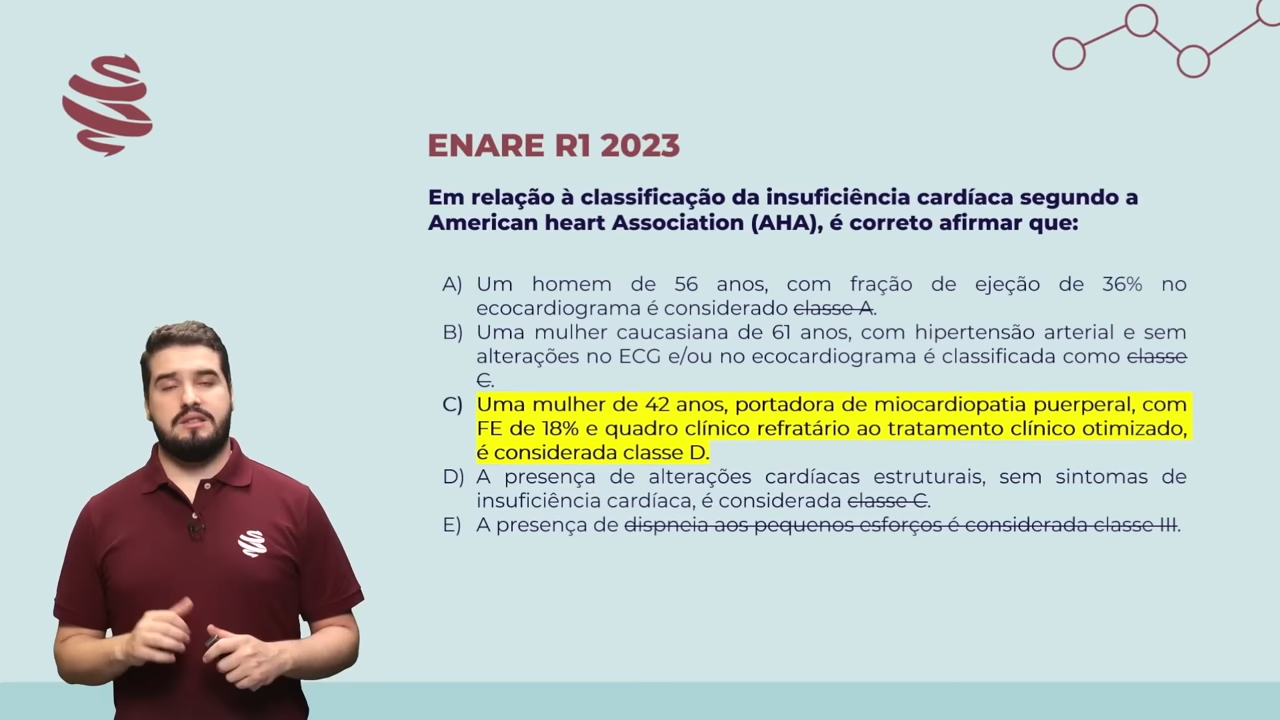 ENARE R1 2023
Em relação à classificação da insuficiência cardíaca segundo a
American heart Association (AHA), é correto afirmar que:
A) Um homem de 56 anos, com fração de ejeção de 36% no
ecocardiograma é considerado classe A.
B) Uma mulher caucasiana de 61 anos, com hipertensão arterial e sem
alterações no ECG e/ou no ecocardiograma é classificada como classe
C.
C) Uma mulher de 42 anos, portadora de miocardiopatia puerperal, com
FE de 18% e quadro clínico refratário ao tratamento clínico otimizado,
é considerada classe D.
D) A presença de alterações cardíacas estruturais, sem sintomas de
insuficiência cardíaca, é considerada classe C.
E) A presença de dispneia aos pequenos esforços é considerada classe III.